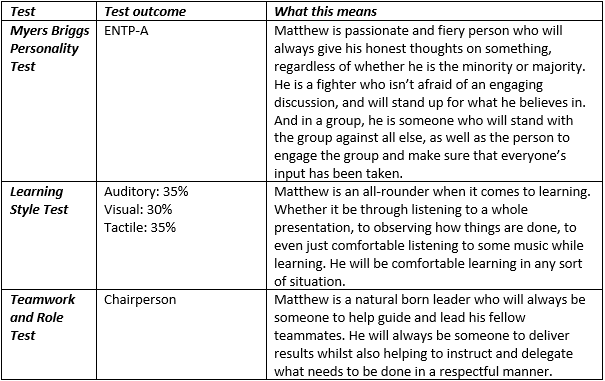 Test Test outcome What this means
Myers Briggs ENTP-A Matthew is passionate and fiery person who will
Personality always give his honest thoughts on something,
Test regardless of whether he is the minority or majority.
He is a fighter who isn't afraid of an engaging
discussion, and will stand up for what he believes in.
And in a group, he is someone who will stand with
the group against all else, as well as the person to
engage the group and make sure that everyone's
input has been taken.
Learning Auditory: 35% Matthew is an all-rounder when it comes to learning.
Style Test Visual: 30% Whether it be through listening to a whole
Tactile: 35% presentation, to observing how things are done, to
even just comfortable listening to some music while
learning. He will be comfortable learning in any sort
of situation.
Teamwork Chairperson Matthew is a natural born leader who will always be
and Role someone to help guide and lead his fellow
Test teammates. He will always be someone to deliver
results whilst also helping to instruct and delegate
what needs to be done in a respectful manner.